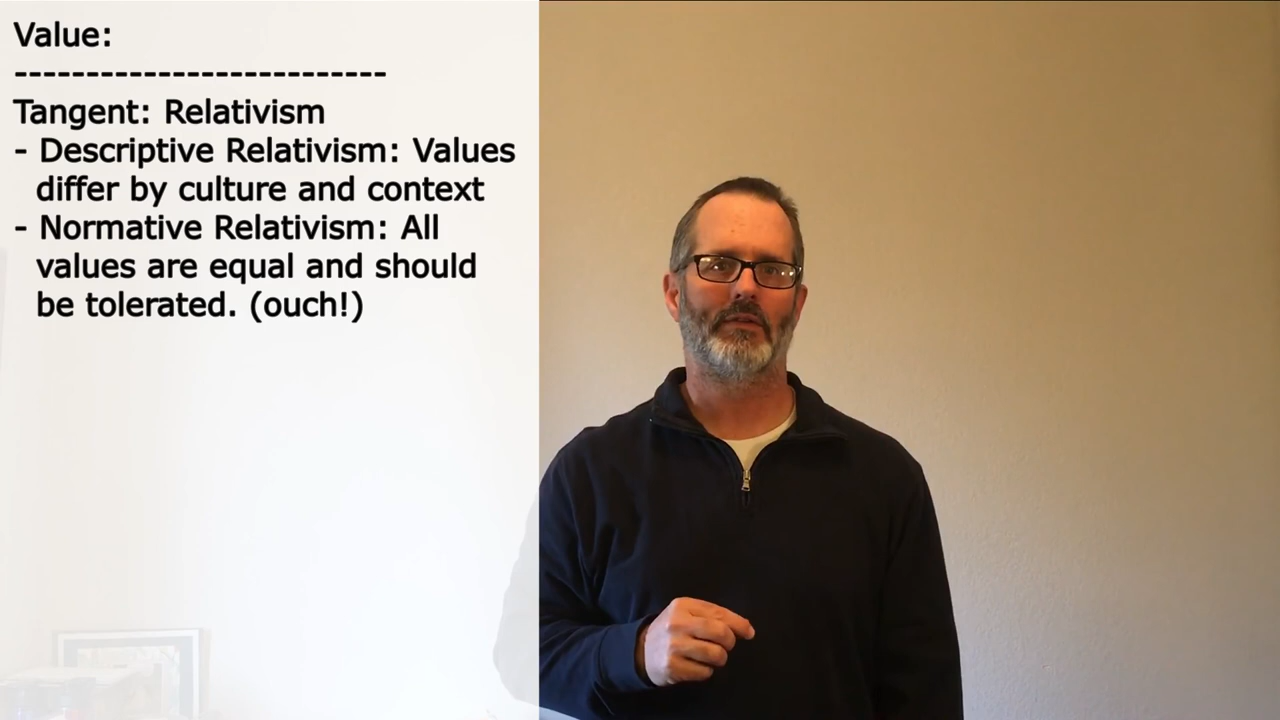 Value:
--------------------------
Tangent: Relativism
- Descriptive Relativism: Values
differ by culture and context
- Normative Relativism: All
values are equal and should
be tolerated. (ouch!)